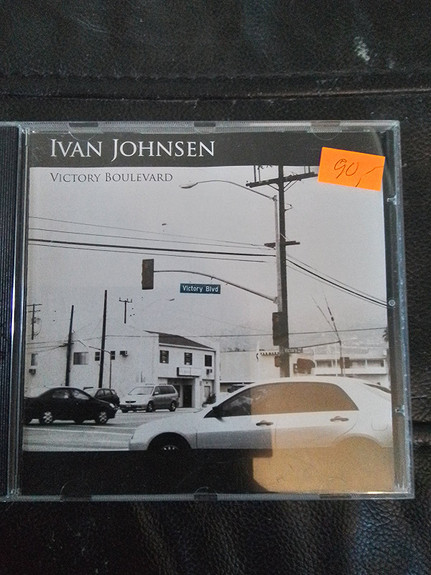 IVAN JOHNSEN
90,-
VICTORY BOULEVARD
Victory Blvd